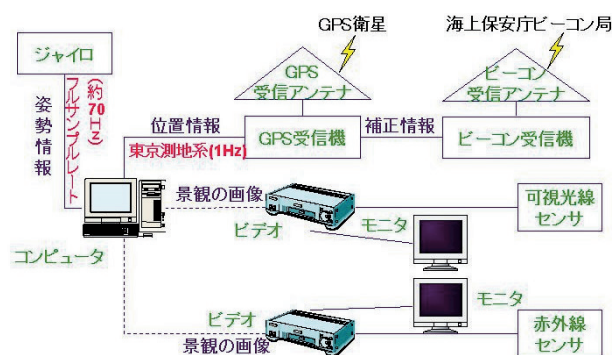 GPS衛星
海上保安庁ビーコン局
ジャイロ
GPS
受信アンテナ
ビーコン
受信アンテナ
姿勢情報
フルサンプルレート
(約70Hz)
位置情報
東京測地系(1Hz)
GPS受信機
補正情報
ビーコン受信機
景観の画像
ビデオ
モニタ
可視光線
センサ
コンピュータ
ビデオ
モニタ
景観の画像
赤外線
センサ